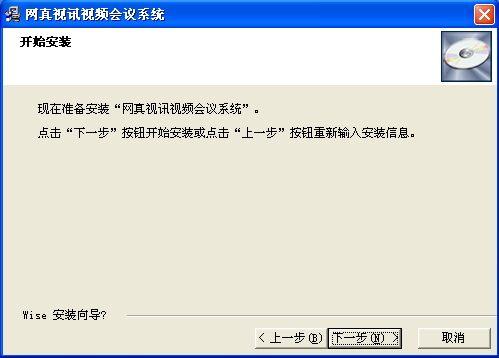 网真视讯视频会议系统
开始安装
现在准备安装“网真视讯视频会议系统”。
点击“下一步”按钮开始安装或点击“上一步”按钮重新输入安装信息。
Wise 安装向导?
< 上一步(B) 下一步(N) > 取消